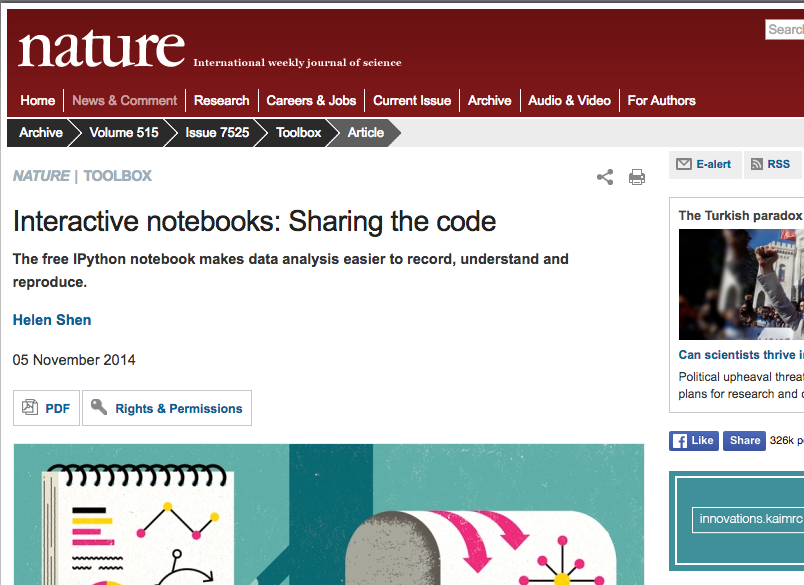 Search
nature International weekly journal of science
Home News & Comment Research Careers & Jobs Current Issue Archive Audio & Video For Authors
Archive Volume 515 Issue 7525 Toolbox Article
E-alert RSS
NATURE | TOOLBOX
Interactive notebooks: Sharing the code
The free IPython notebook makes data analysis easier to record, understand and
reproduce.
Helen Shen
05 November 2014
PDF Rights & Permissions
The Turkish paradox
Can scientists thrive
Political upheaval
plans for research and
Like Share 326k
innovations.kaimrc